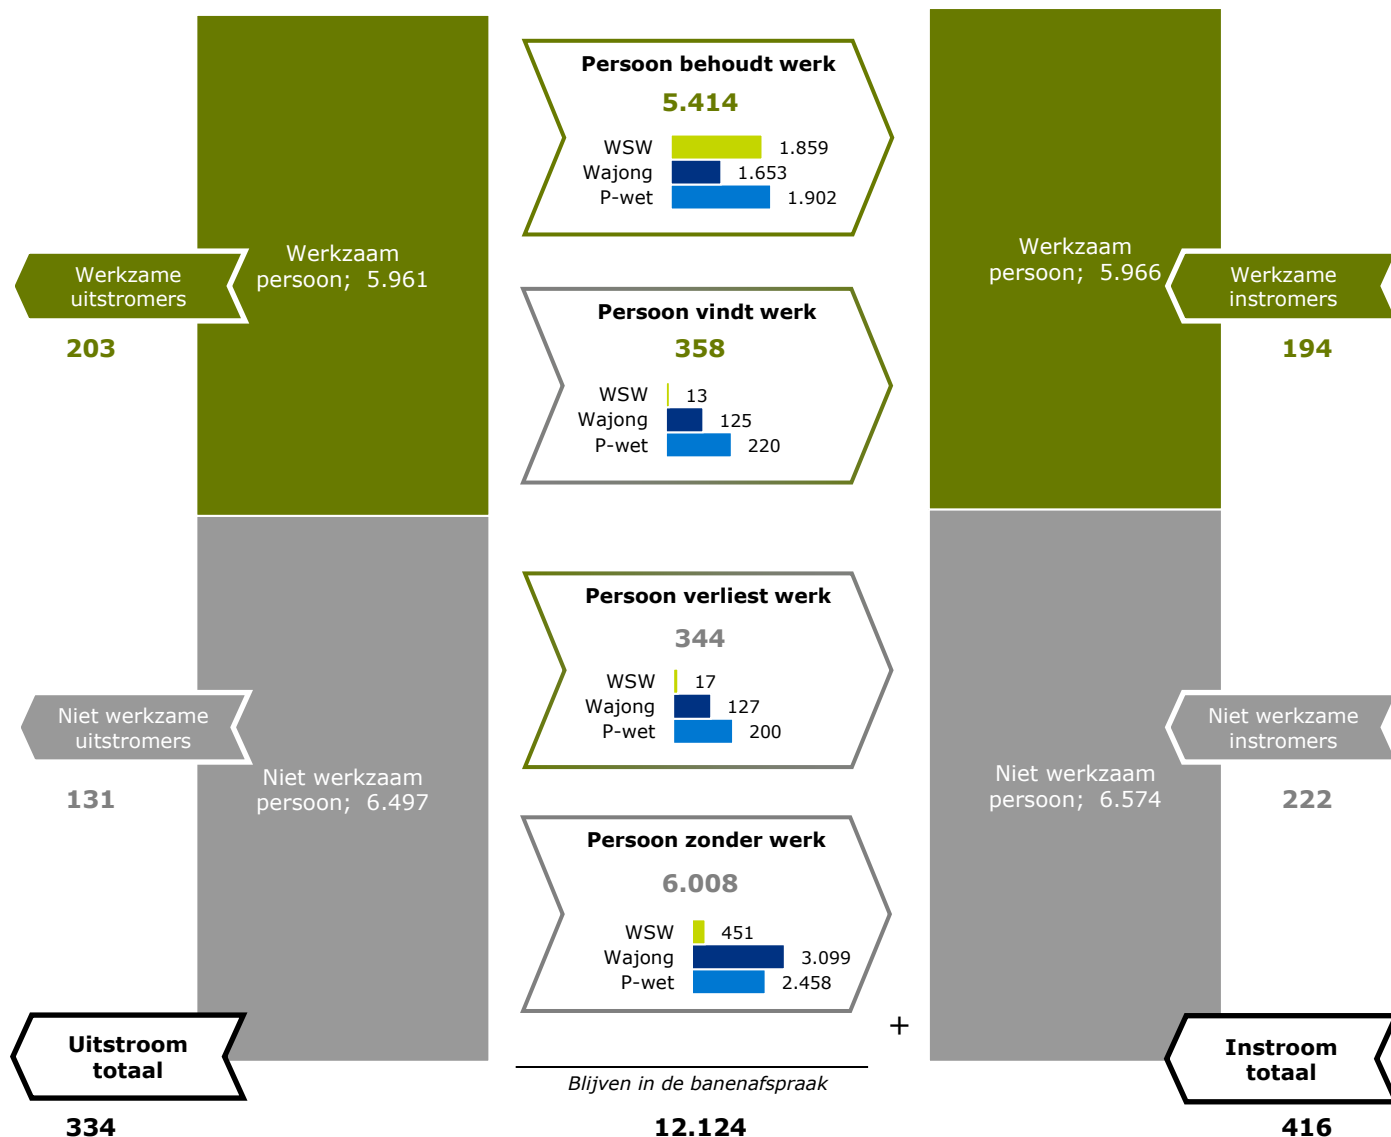 Werkzame
uitstromers
203
Werkzaam
persoon;  5.961
Niet werkzame
uitstromers
131
Niet werkzaam
persoon;  6.497
Uitstroom
totaal
334
Persoon behoudt werk
5.414
WSW 1.859
Wajong 1.653
P-wet 1.902
Persoon vindt werk
358
WSW 13
Wajong 125
P-wet 220
Persoon verliest werk
344
WSW 17
Wajong 127
P-wet 200
Persoon zonder werk
6.008
WSW 451
Wajong 3.099
P-wet 2.458
+
Blijven in de banenafspraak
12.124
Werkzaam
persoon;  5.966
Werkzame
instromers
194
Niet werkzaam
persoon;  6.574
Niet werkzame
instromers
222
Instroom
totaal
416